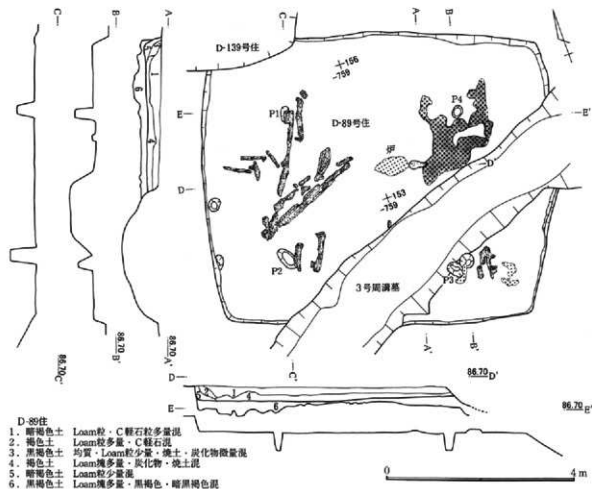 C
A
B
A
B
C
D-139号住
+156
-759
1
6
4
P1
P4
E
E'
D-89号住
炉
D
D'
+153
-759
P2
P3
3号周溝墓
86.70
C'
86.70
B'
86.70
A'
C'
A'
B'
86.70
D'
D
4
E
6
86.70
E'
D-89住
1. 暗褐色土 Loam粒・C軽石粒多量混
2. 褐色土 Loam粒多量・C軽石混
3. 黒褐色土 均質・Loam粒少量・焼土・炭化物微量混
4. 褐色土 Loam塊多量・炭化物・焼土混
5. 暗褐色土 Loam粒少量混
6. 黒褐色土 Loam塊多量・黒褐色・暗黒褐色混
0
4 m